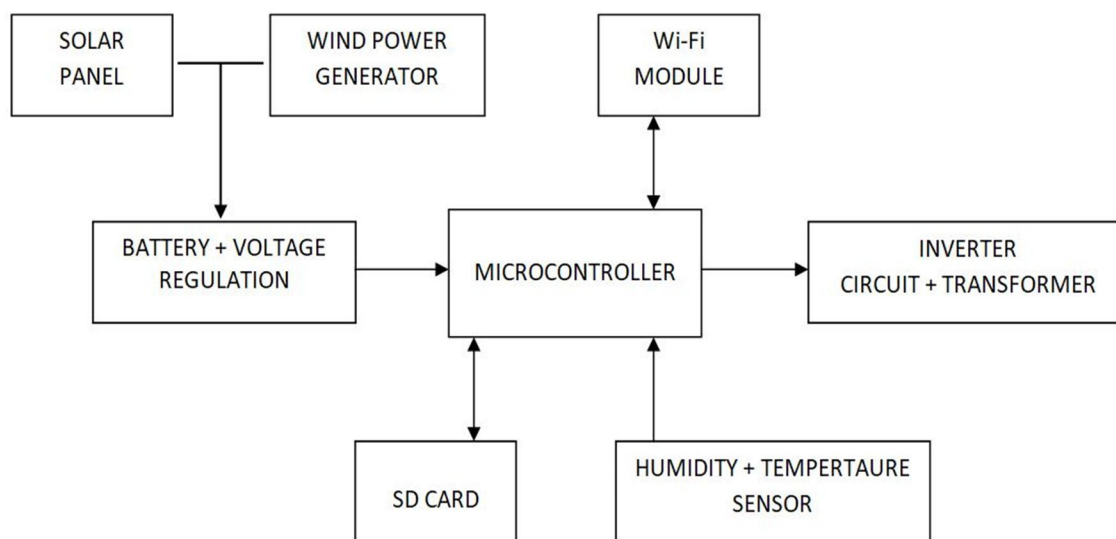 SOLAR
PANEL
WIND POWER
GENERATOR
Wi-Fi
MODULE
BATTERY + VOLTAGE
REGULATION
MICROCONTROLLER
INVERTER
CIRCUIT + TRANSFORMER
SD CARD
HUMIDITY + TEMPERTAURE
SENSOR